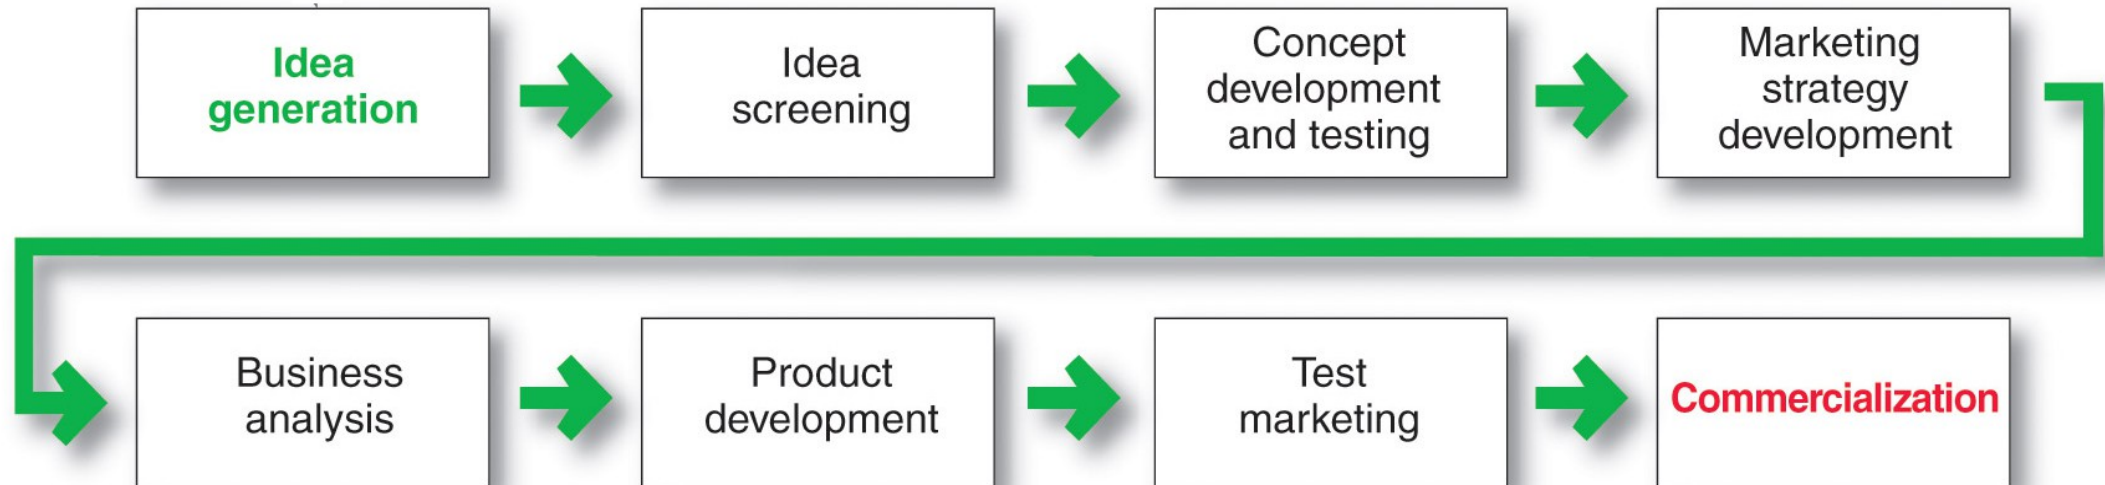 Idea
generation
Idea
screening
Concept
development
and testing
Marketing
strategy
development
Business
analysis
Product
development
Test
marketing
Commercialization